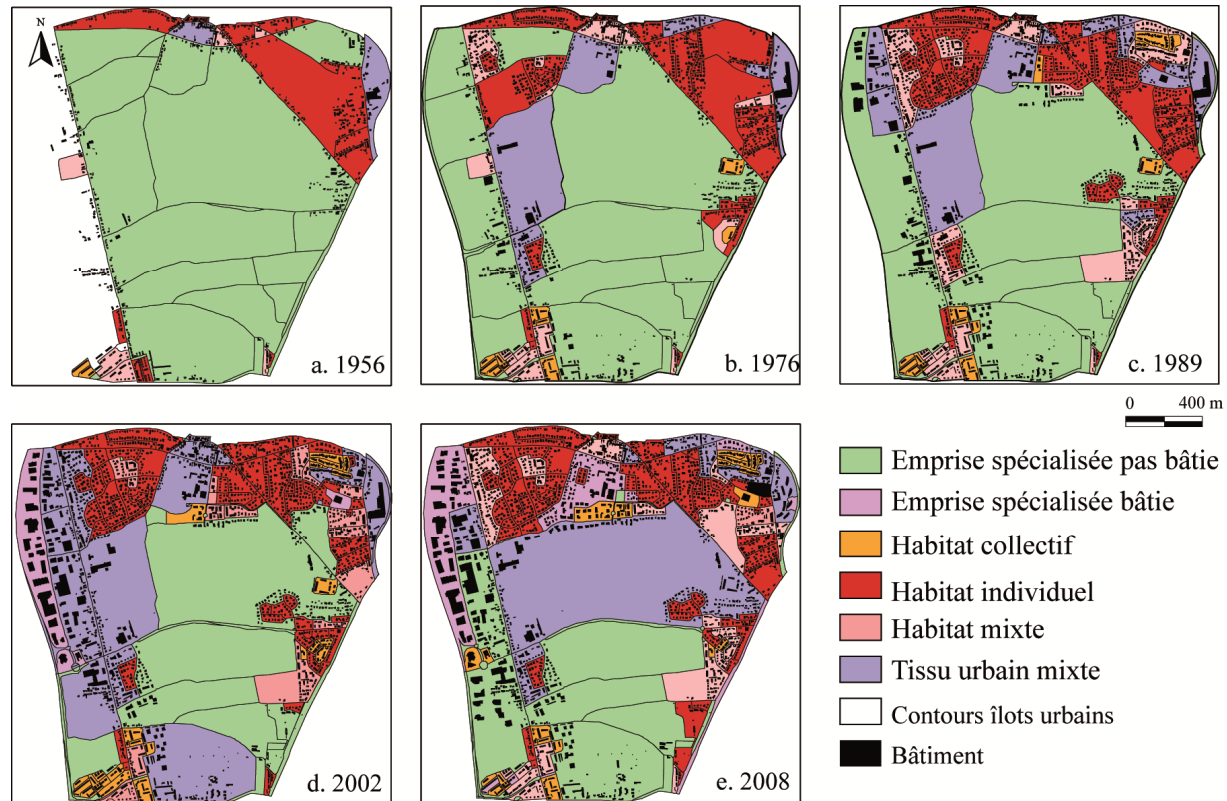 N
a. 1956
b. 1976
c. 1989
0 400 m
d. 2002
e. 2008
Emprise spécialisée pas bâtie
Emprise spécialisée bâtie
Habitat collectif
Habitat individuel
Habitat mixte
Tissu urbain mixte
Contours îlots urbains
Bâtiment